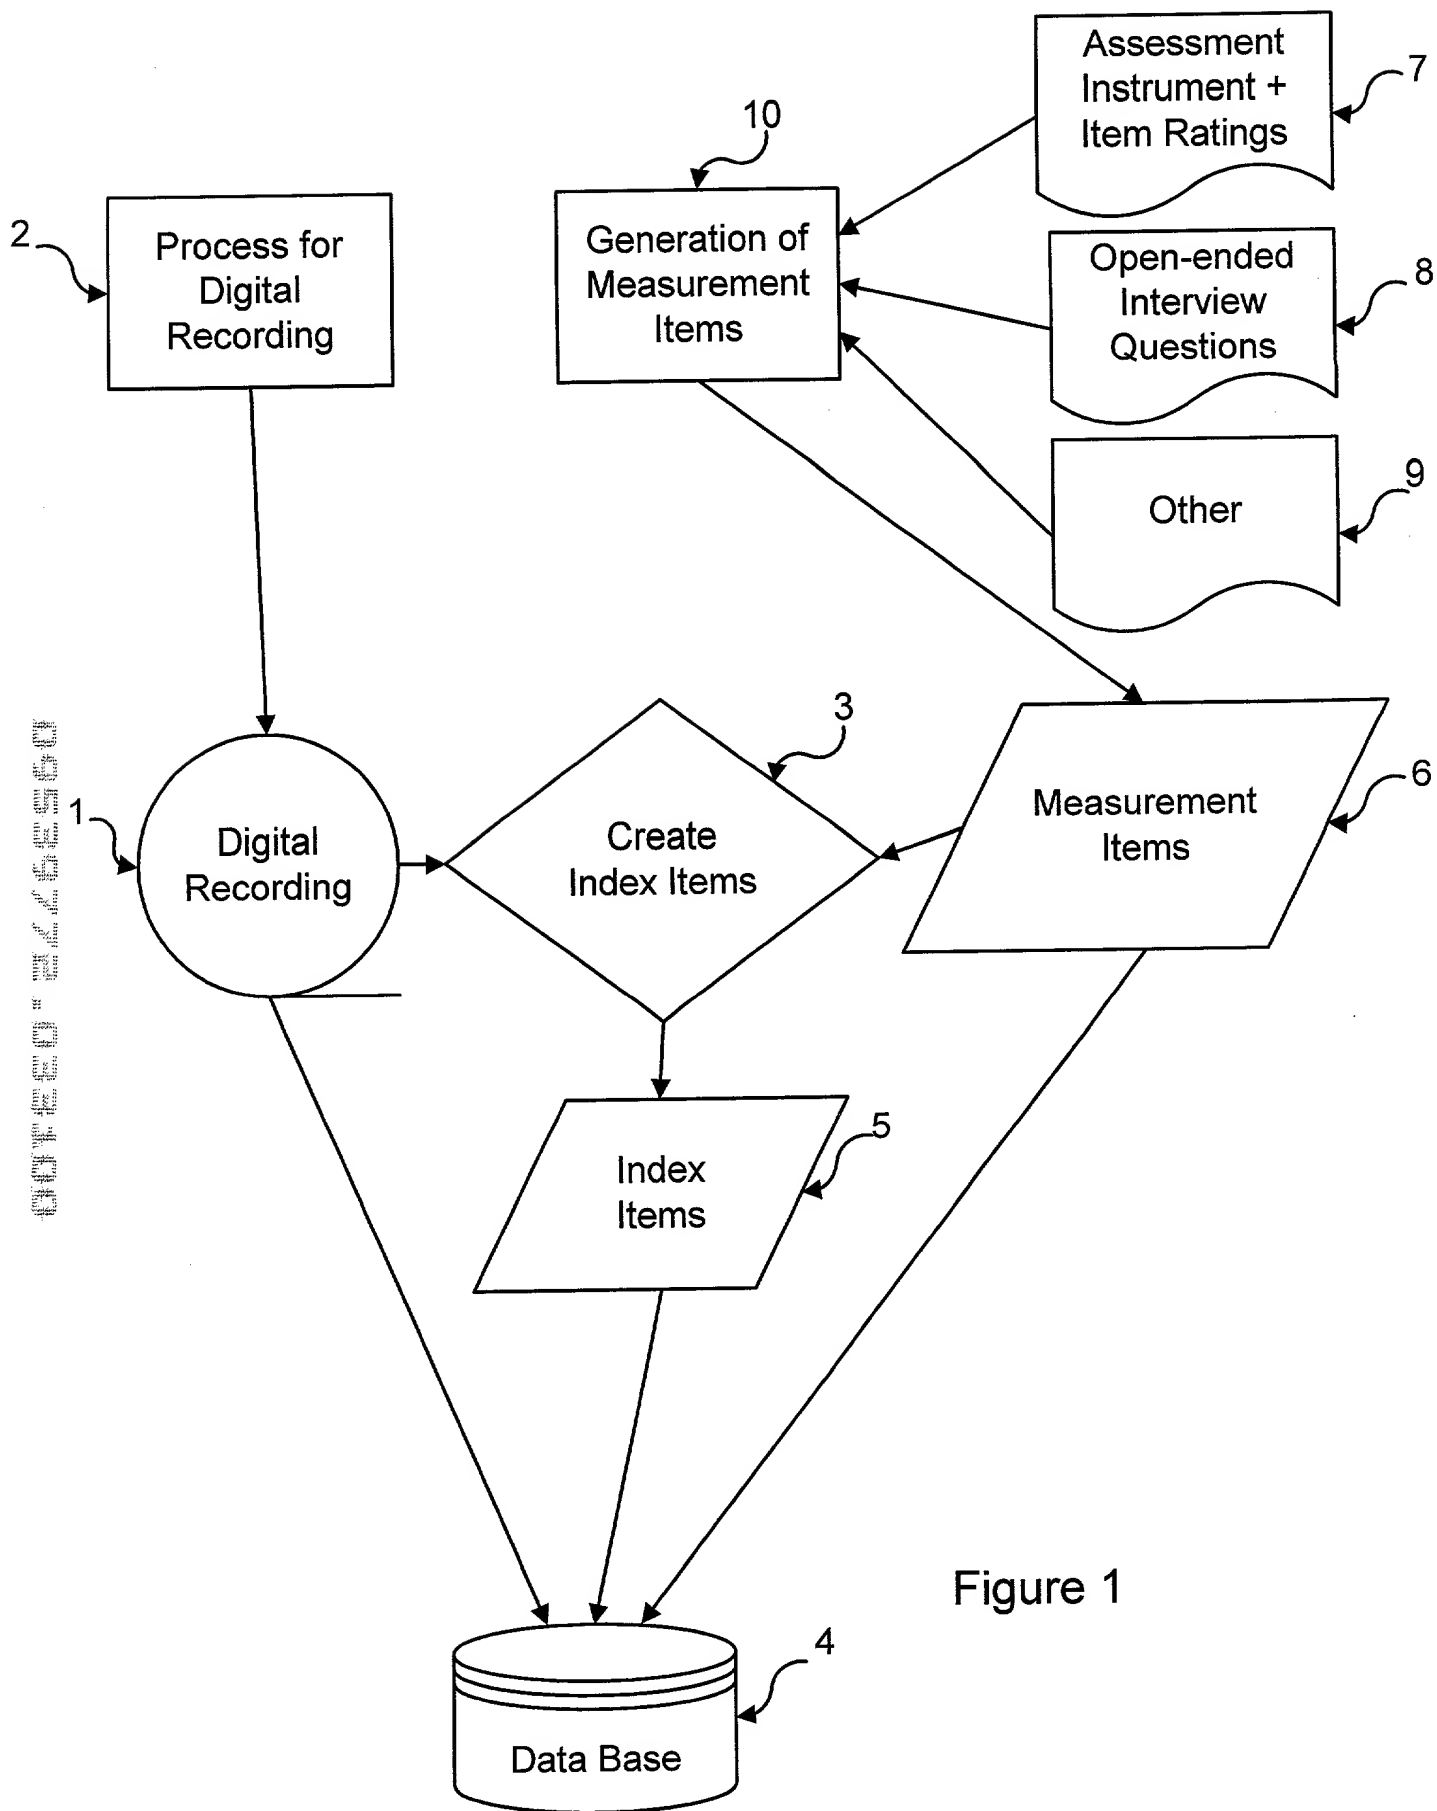 Assessment
Instrument +
Item Ratings
7
10
2
Process for
Digital
Recording
Generation of
Measurement
Items
Open-ended
Interview
Questions
8
Other
9
3
1
Digital
Recording
Create
Index Items
Measurement
Items
6
5
Index
Items
Figure 1
4
Data Base